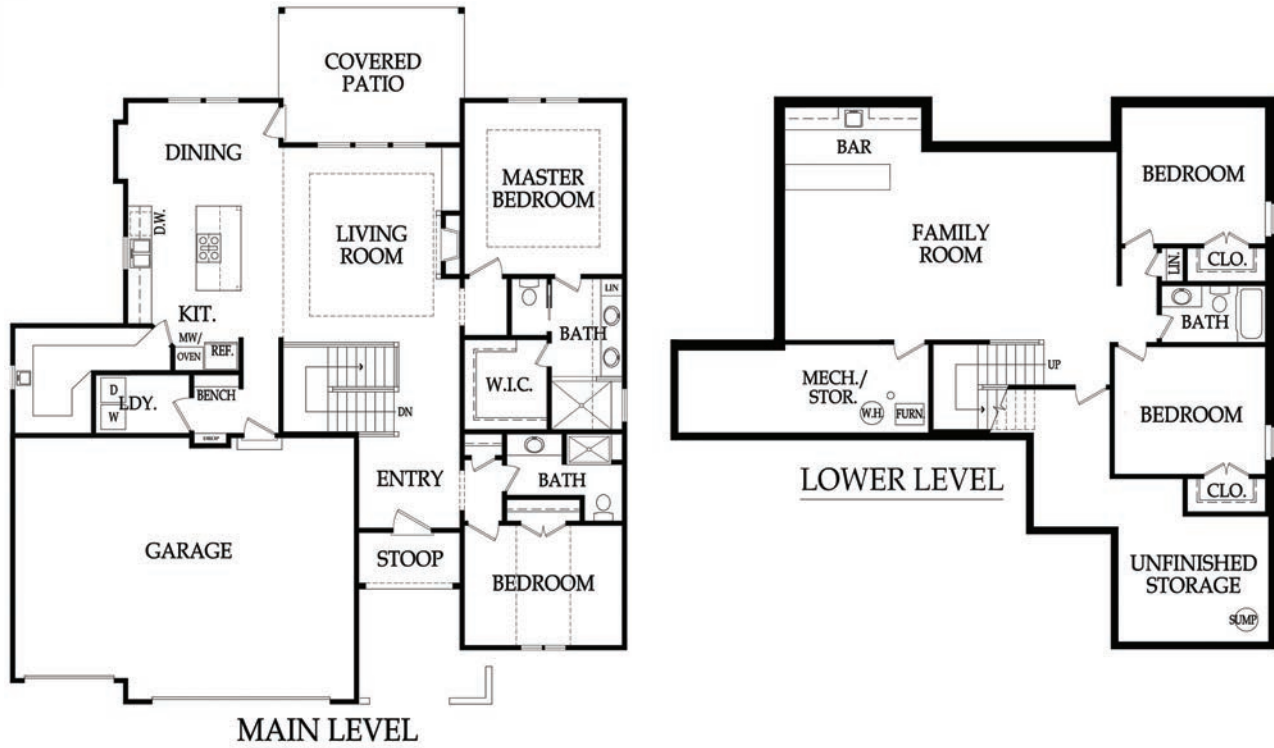 COVERED
PATIO
DINING
MASTER
BEDROOM
D.W.
LIVING
ROOM
KIT.
MW/
OVEN
REF.
LIN
BATH
W.I.C.
D
W
LDY.
BENCH
DROP
DN
ENTRY
BATH
GARAGE
STOOP
BEDROOM
MAIN LEVEL
BAR
BEDROOM
FAMILY
ROOM
LIN.
CLO.
BATH
MECH./
STOR.
W.H.
FURN.
UP
BEDROOM
LOWER LEVEL
CLO.
UNFINISHED
STORAGE
SUMP